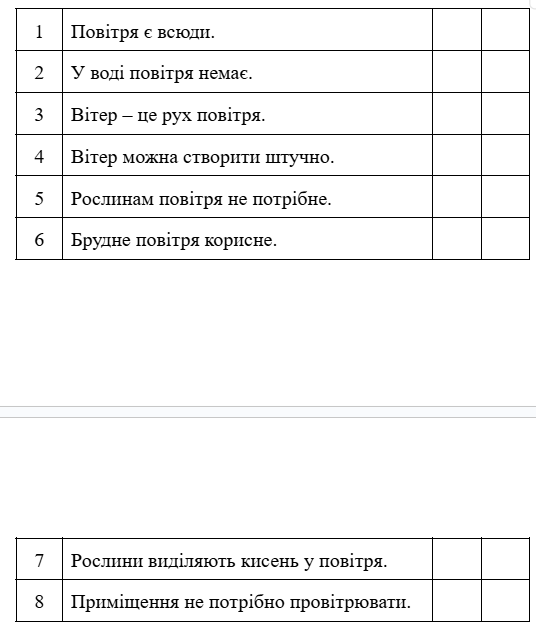 1 Повітря є всюди.
2 У воді повітря немає.
3 Вітер – це рух повітря.
4 Вітер можна створити штучно.
5 Рослинам повітря не потрібне.
6 Брудне повітря корисне.
7 Рослини виділяють кисень у повітря.
8 Приміщення не потрібно провітрювати.